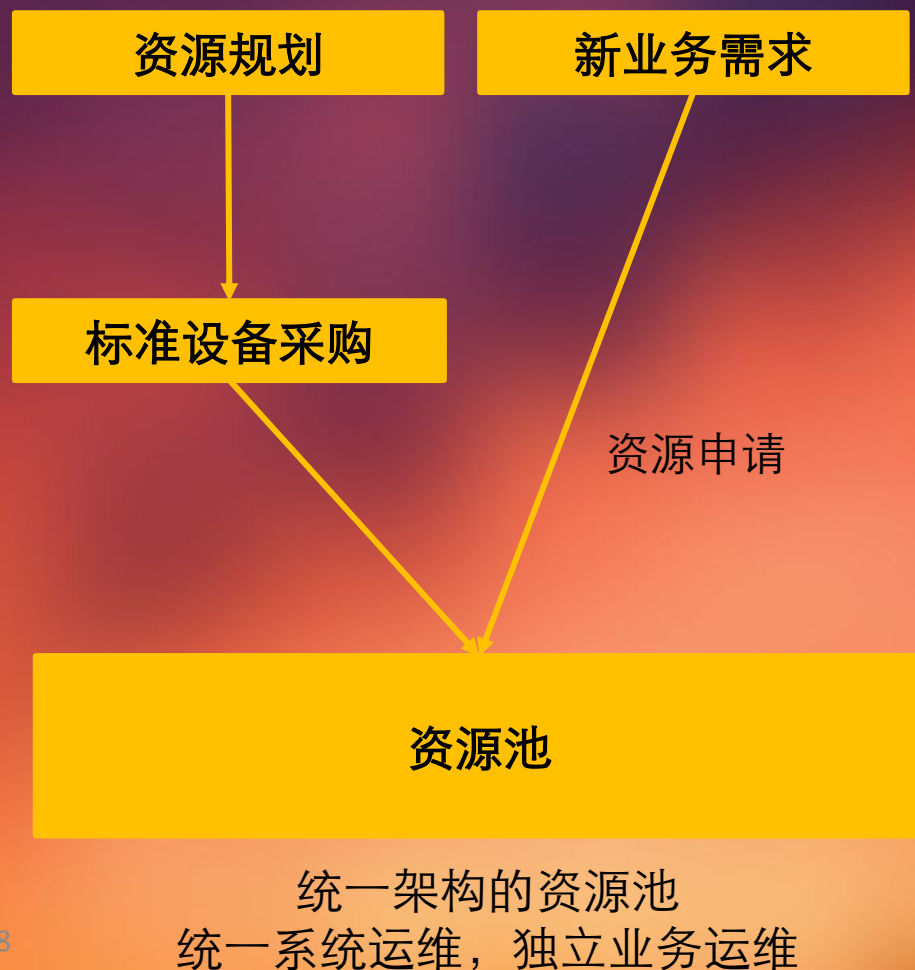 资源规划
新业务需求
标准设备采购
资源申请
资源池
统一架构的资源池
统一系统运维，独立业务运维
8